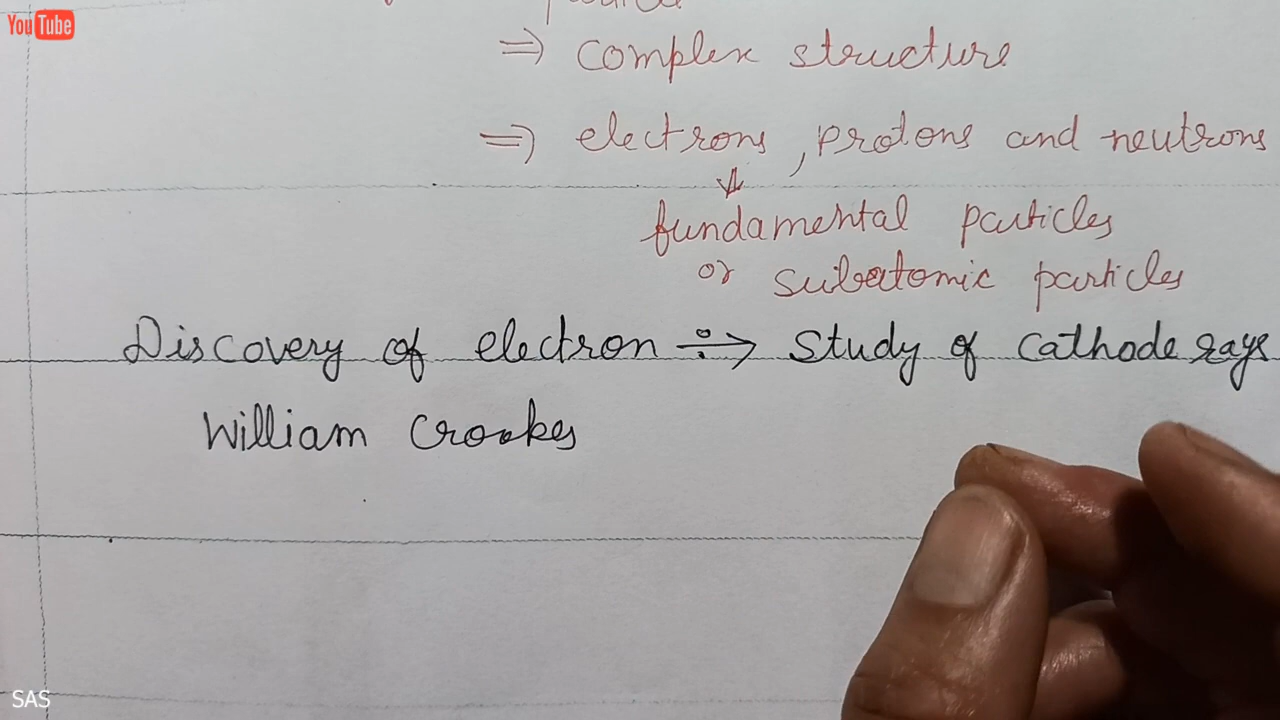 YouTube
⇒ complex structure
⇒ electrons, protons and neutrons
↓
fundamental particles
or subatomic particles
Discovery of electron ÷→ Study of cathode rays
William Crookes
SAS